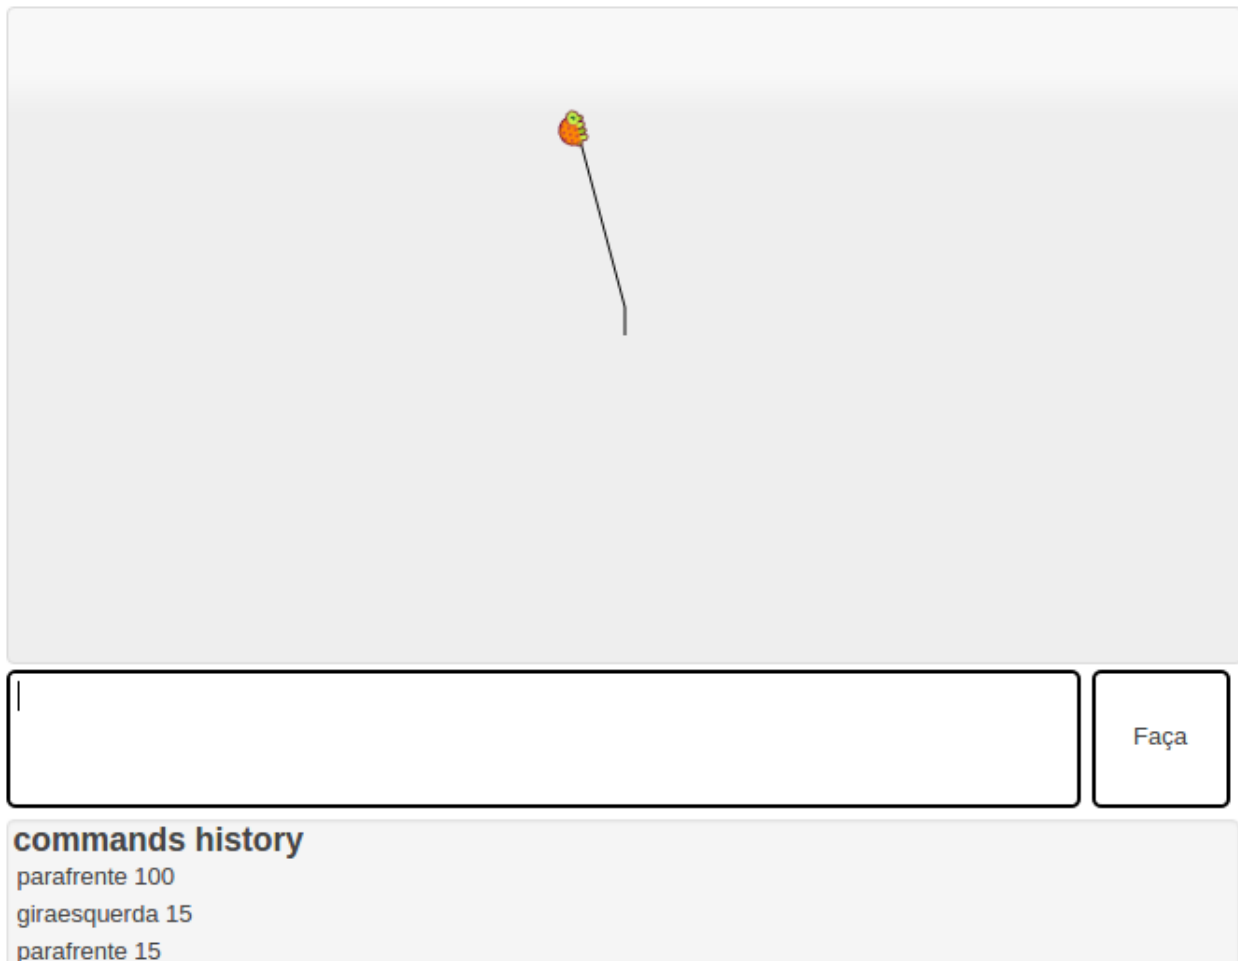 Faça
commands history
parafrente 100
giraesquerda 15
parafrente 15